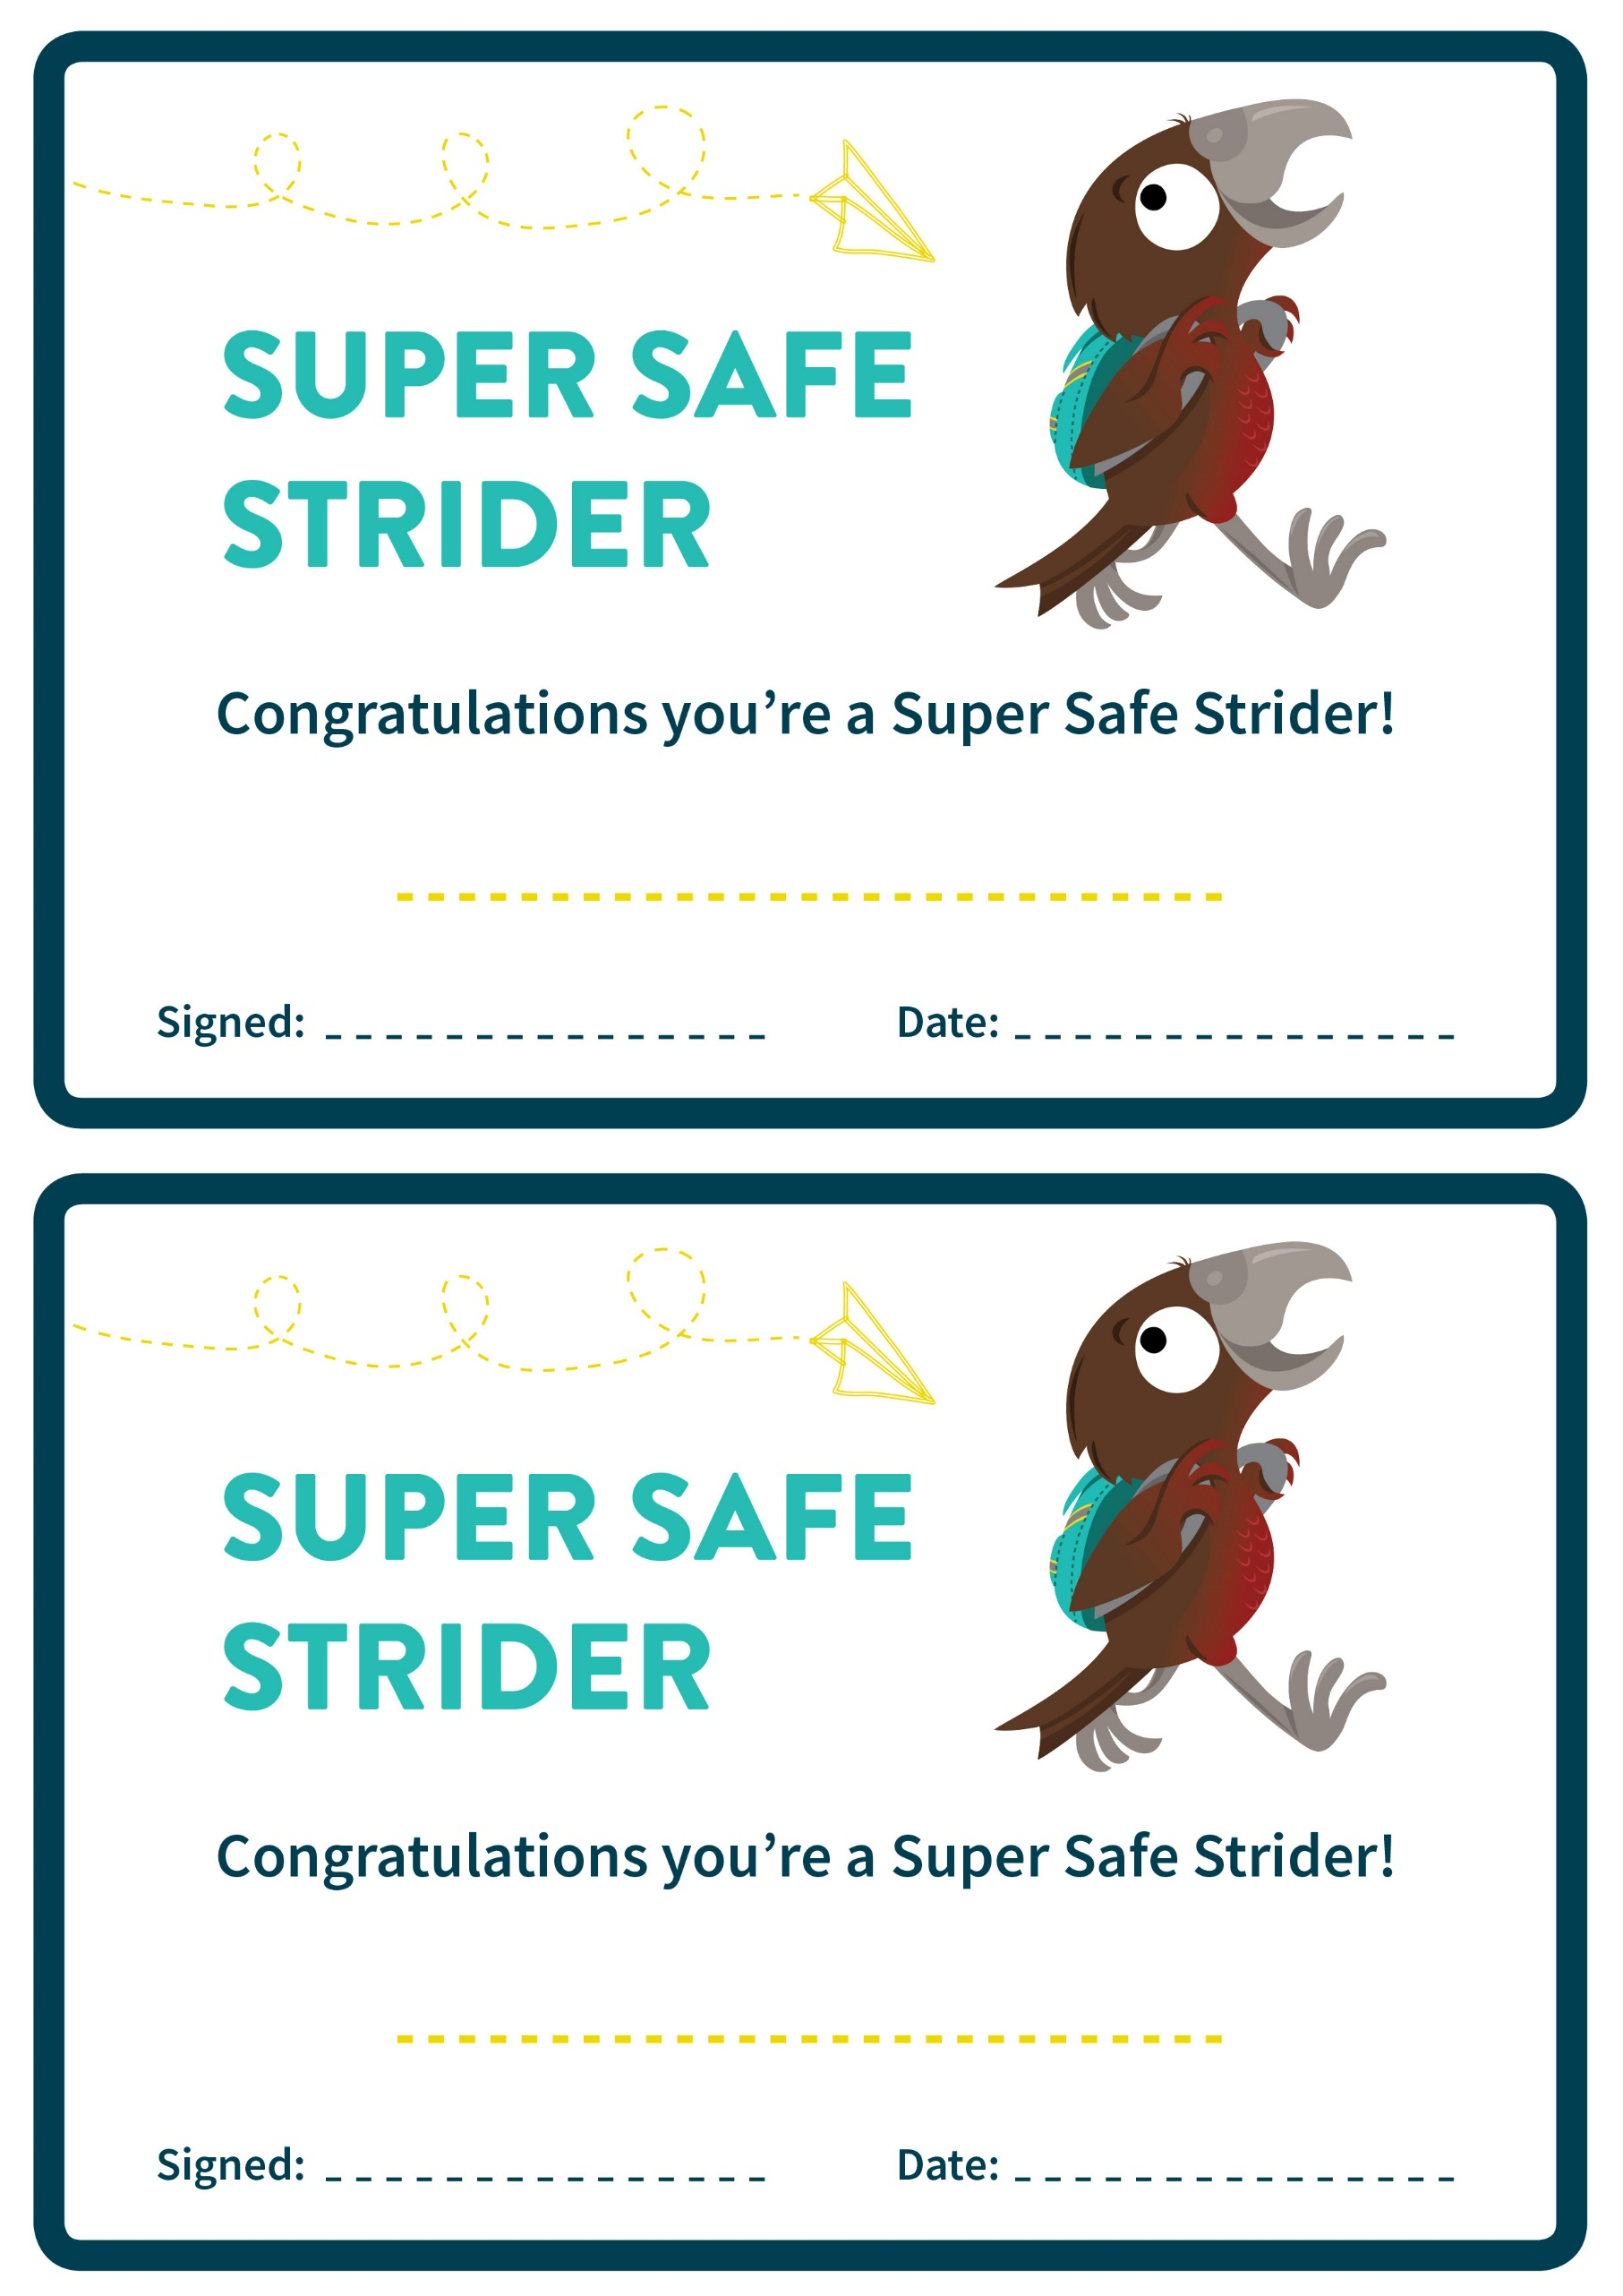 SUPER SAFE
STRIDER
Congratulations you’re a Super Safe Strider!
Signed: Date:
SUPER SAFE
STRIDER
Congratulations you’re a Super Safe Strider!
Signed: Date: